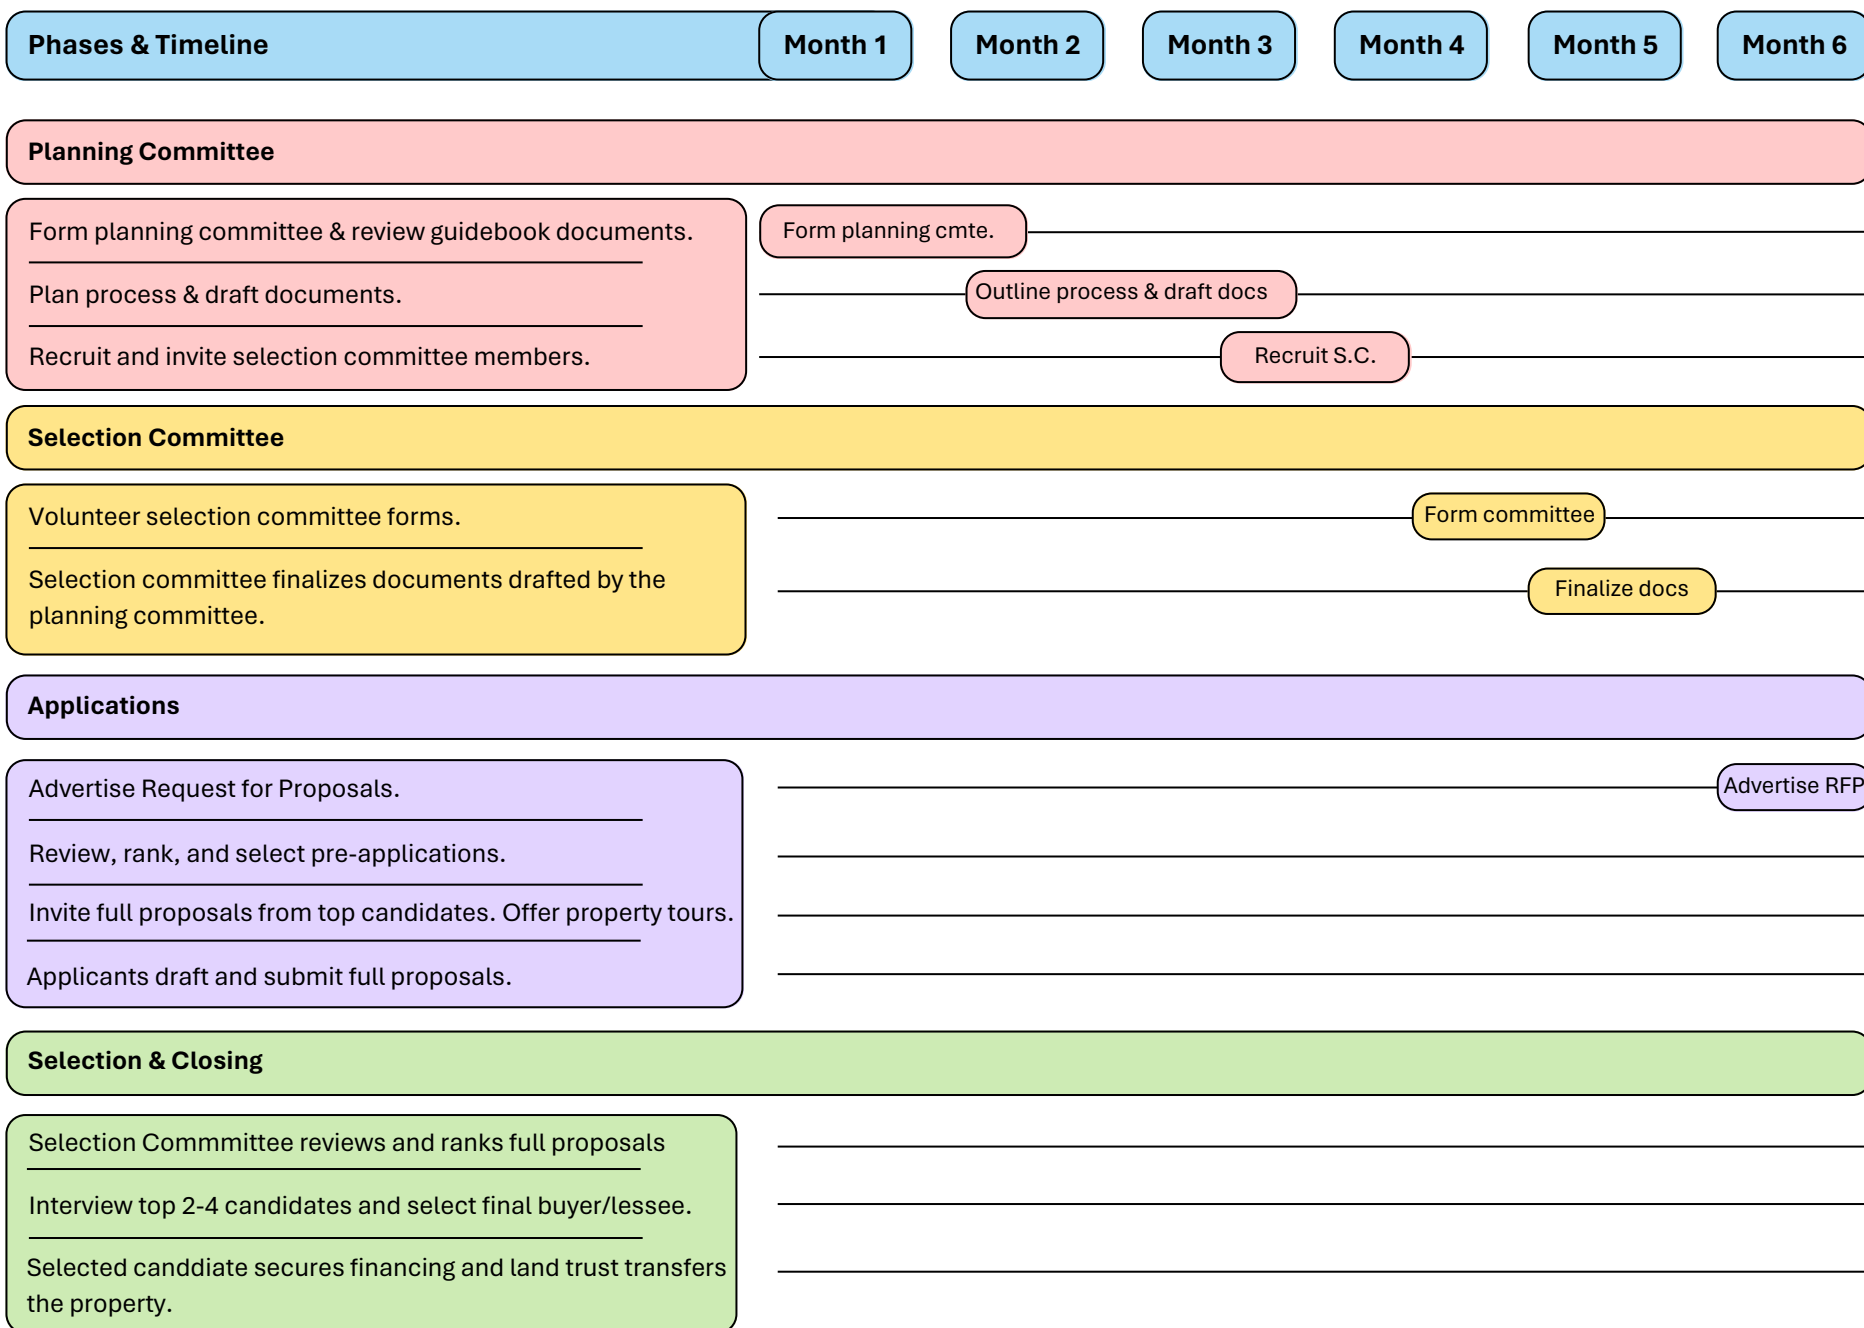 Phases & Timeline Month 1 Month 2 Month 3 Month 4 Month 5 Month 6
Planning Committee
Form planning committee & review guidebook documents. Form planning cmte.
Plan process & draft documents. Outline process & draft docs
Recruit and invite selection committee members. Recruit S.C.
Selection Committee
Volunteer selection committee forms. Form committee
Selection committee finalizes documents drafted by the Finalize docs
planning committee.
Applications
Advertise Request for Proposals. Advertise RFP
Review, rank, and select pre-applications.
Invite full proposals from top candidates. Offer property tours.
Applicants draft and submit full proposals.
Selection & Closing
Selection Commmittee reviews and ranks full proposals
Interview top 2-4 candidates and select final buyer/lessee.
Selected canddiate secures financing and land trust transfers
the property.